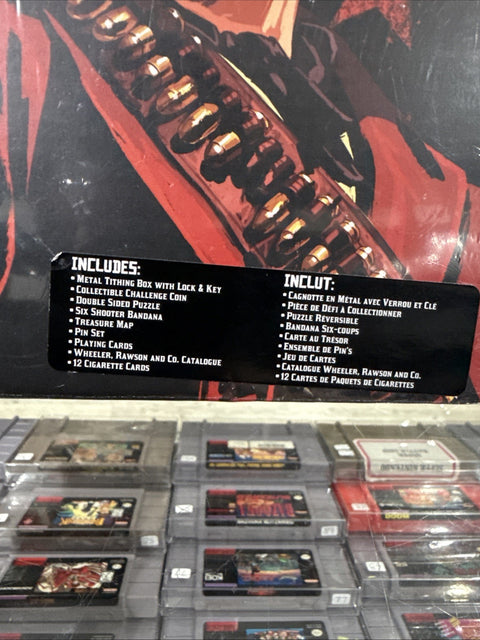 INCLUDES:
• Metal Tithing Box with Lock & Key
• Collectible Challenge Coin
• Double Sided Puzzle
• Six Shooter Bandana
• Treasure Map
• Pin Set
• Playing Cards
• Wheeler, Rawson and Co. Catalogue
• 12 Cigarette Cards
INCLUT:
• Cagnotte en Métal avec Verrou et Clé
• Pièce de Défi à Collectionner
• Puzzle Reversible
• Bandana Six-coups
• Carte au Trésor
• Ensemble de Pin's
• Jeu de Cartes
• Catalogue Wheeler, Rawson and Co.
• 12 Cartes de Paquets de Cigarettes